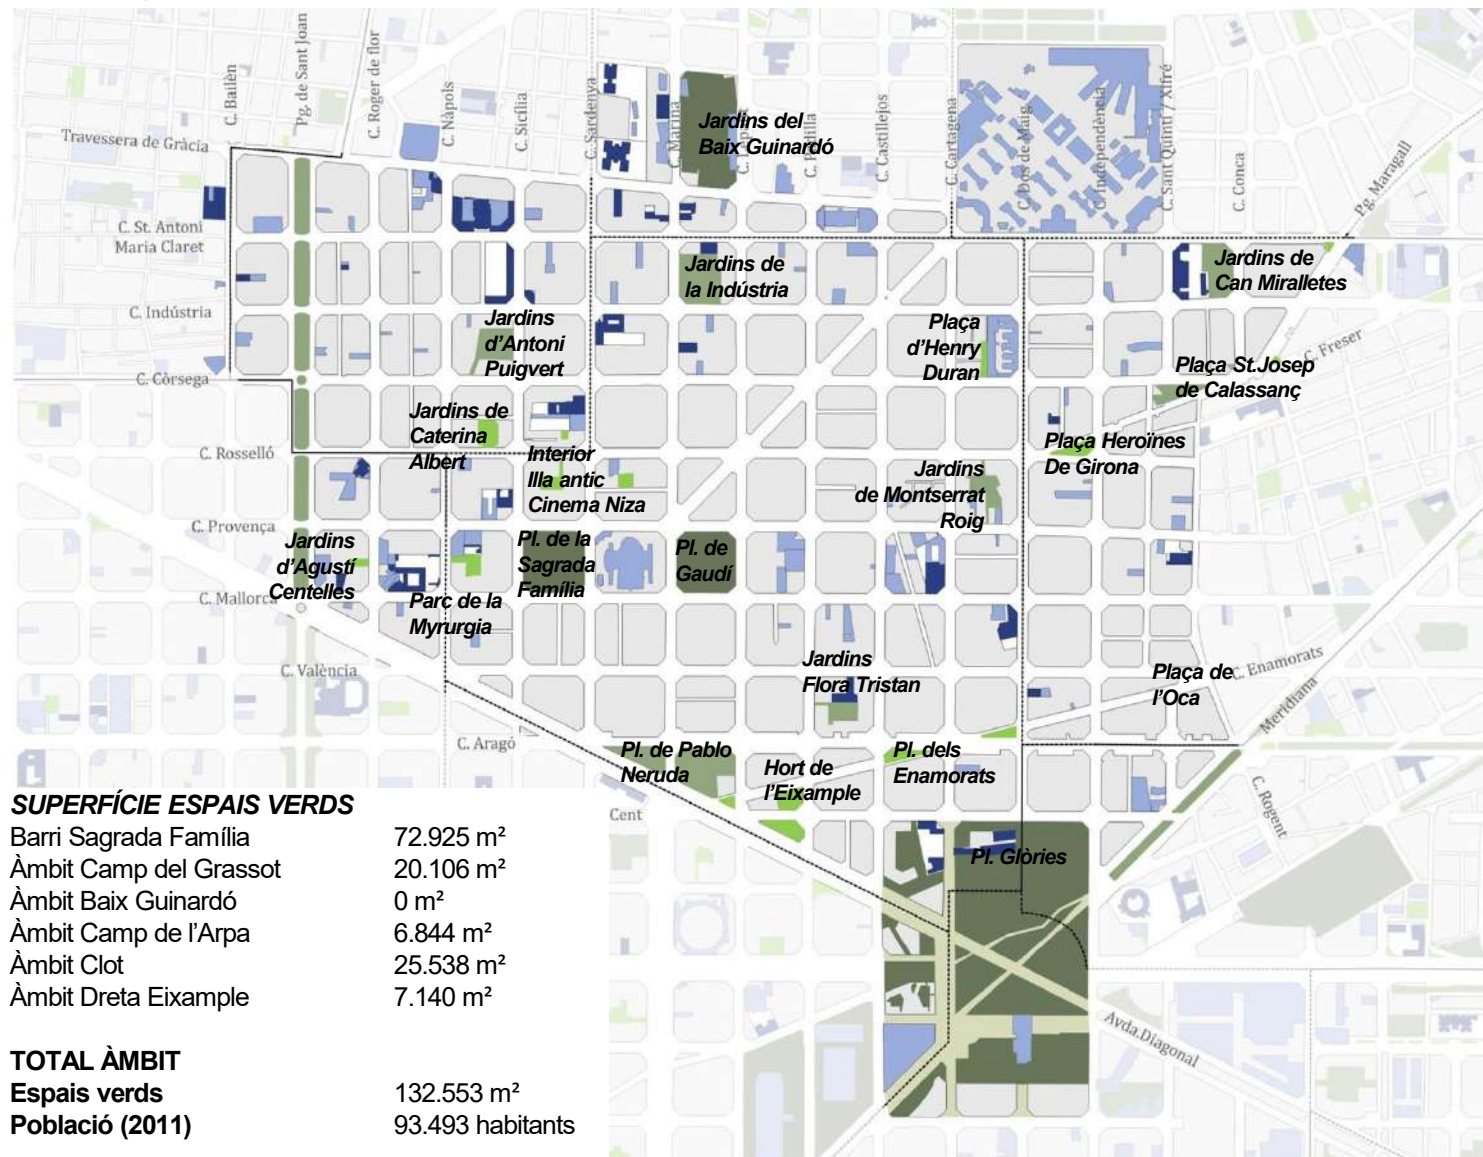 C. Bailèn
Pg. de Sant Joan
C. Roger de flor
C. Nàpols
C. Sicília
C. Sardenya
C. Marina
C. Padilla
C. Castillejos
C. Cartagena
C. Dos de Maig
C. Independència
C. Sant Quintí / Xifré
C. Conca
Pg. Maragall
Travessera de Gràcia
Jardins del
Baix Guinardó
C. St. Antoni
Maria Claret
Jardins de
la Indústria
Jardins de
Can Miralletes
C. Indústria
Jardins
d'Antoni
Puigvert
Plaça
d'Henry
Duran
C. Freser
Plaça St.Josep
de Calassanç
C. Còrsega
Jardins de
Caterina
Albert
C. Rosselló
Interior
Illa antic
Cinema Niza
Plaça Heroïnes
De Girona
Jardins
de Montserrat
Roig
C. Provença
Jardins
d'Agustí
Centelles
Pl. de la
Sagrada
Família
Pl. de
Gaudí
C. Mallorca
Parc de la
Myrurgia
C. València
Jardins
Flora Tristan
Plaça de
l'Oca
C. Enamorats
Meridiana
C. Aragó
Pl. de Pablo
Neruda
Hort de
l'Eixample
Pl. dels
Enamorats
C. Rogent
Cent
Pl. Glòries
Avda.Diagonal
SUPERFÍCIE ESPAIS VERDS
Barri Sagrada Família 72.925 m²
Àmbit Camp del Grassot 20.106 m²
Àmbit Baix Guinardó 0 m²
Àmbit Camp de l'Arpa 6.844 m²
Àmbit Clot 25.538 m²
Àmbit Dreta Eixample 7.140 m²
TOTAL ÀMBIT
Espais verds 132.553 m²
Població (2011) 93.493 habitants